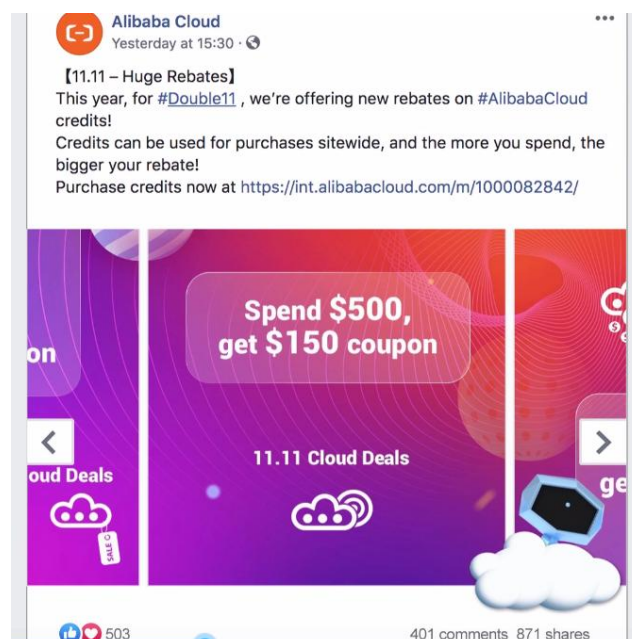 Alibaba Cloud
Yesterday at 15:30 ·
【11.11 – Huge Rebates】
This year, for #Double11 , we're offering new rebates on #AlibabaCloud
credits!
Credits can be used for purchases sitewide, and the more you spend, the
bigger your rebate!
Purchase credits now at https://int.alibabacloud.com/m/1000082842/
on
oud Deals
SALE
Spend $500,
get $150 coupon
11.11 Cloud Deals
ge
503
401 comments 871 shares